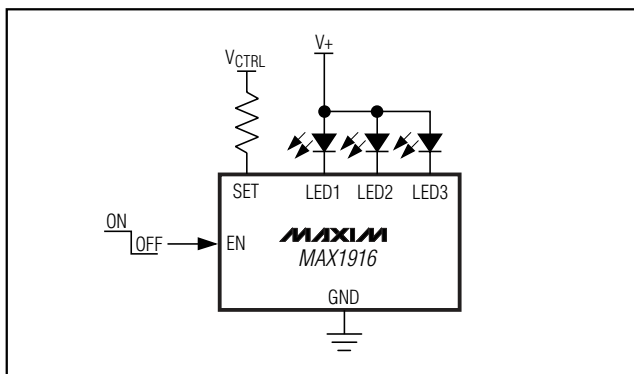 V+
VCTRL
SET LED1 LED2 LED3
ON
OFF
EN
MAXIM
MAX1916
GND